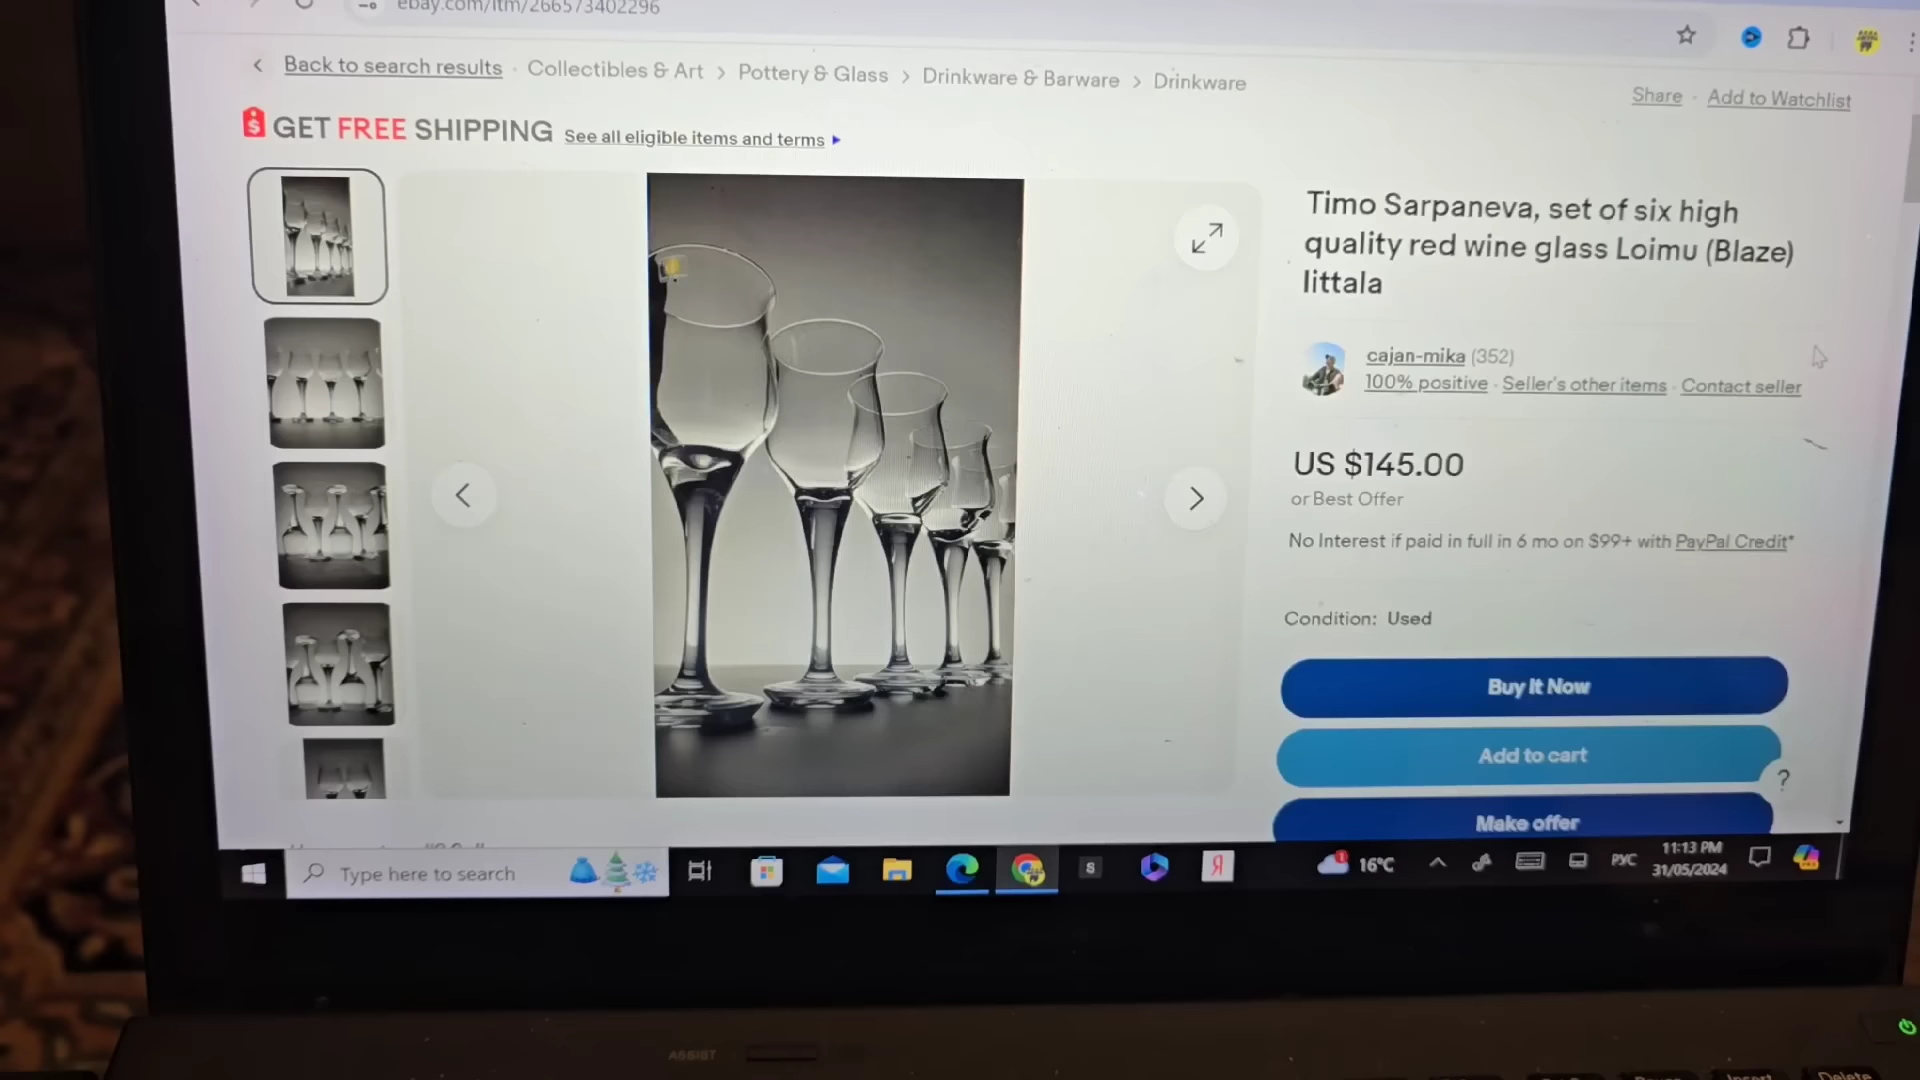 ebay.com/itm/266573402296
Back to search results · Collectibles & Art > Pottery & Glass > Drinkware & Barware > Drinkware
Share · Add to Watchlist
GET FREE SHIPPING See all eligible items and terms
Timo Sarpaneva, set of six high
quality red wine glass Loimu (Blaze)
Iittala
cajan-mika (352)
100% positive · Seller's other items · Contact seller
US $145.00
or Best Offer
No Interest if paid in full in 6 mo on $99+ with PayPal Credit*
Condition: Used
Buy It Now
Add to cart
?
Make offer
Type here to search
S
Я
16°C
РУС
11:13 PM
31/05/2024
ASSIST
Insert
Delete